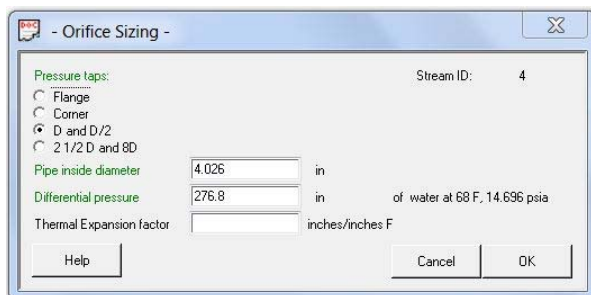 - Orifice Sizing -
Pressure taps:
Stream ID: 4
Flange
Corner
D and D/2
2 1/2 D and 8D
Pipe inside diameter 4.026 in
Differential pressure 276.8 in of water at 68 F, 14.696 psia
Thermal Expansion factor inches/inches F
Help Cancel OK